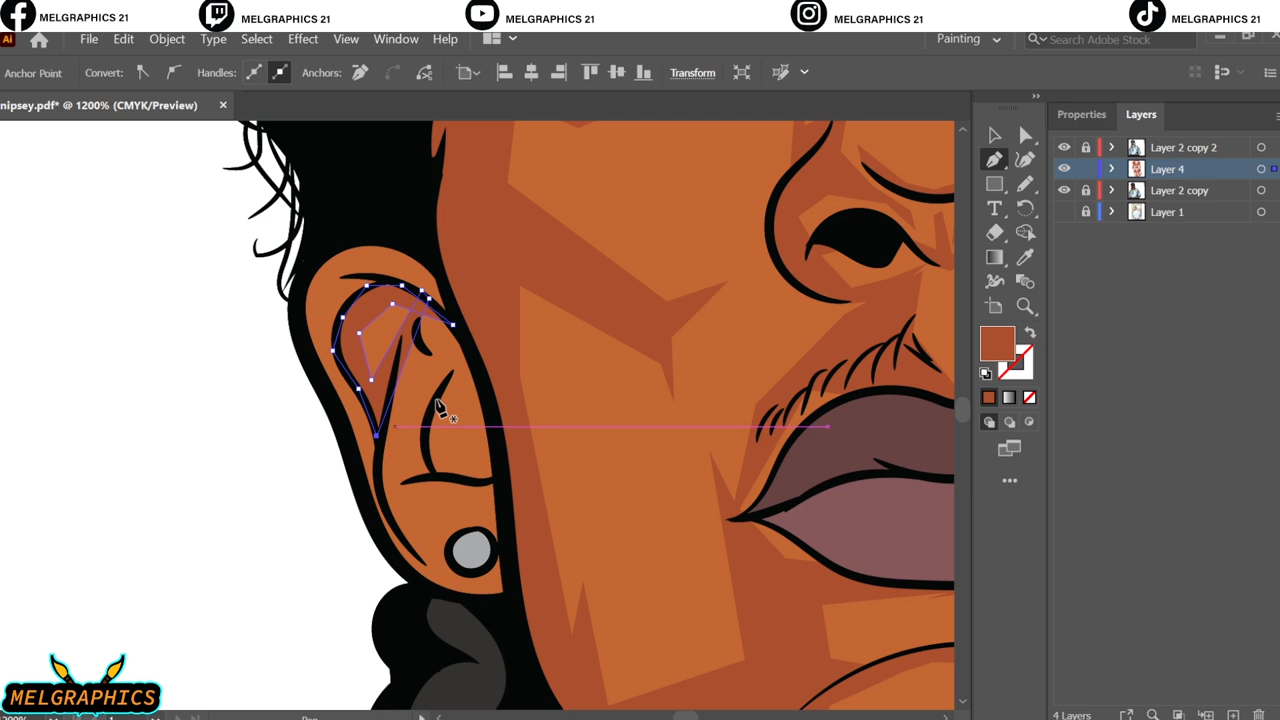 MELGRAPHICS 21
MELGRAPHICS 21
MELGRAPHICS 21
MELGRAPHICS 21
MELGRAPHICS 21
Ai File Edit Object Type Select Effect View Window Help Painting Search Adobe Stock
Anchor Point Convert: Handles: Anchors: Transform
nipsey.pdf* @ 1200% (CMYK/Preview) ×
Properties Layers
Layer 2 copy 2
Layer 4
Layer 2 copy
Layer 1
MELGRAPHICS
4 Layers
Pen